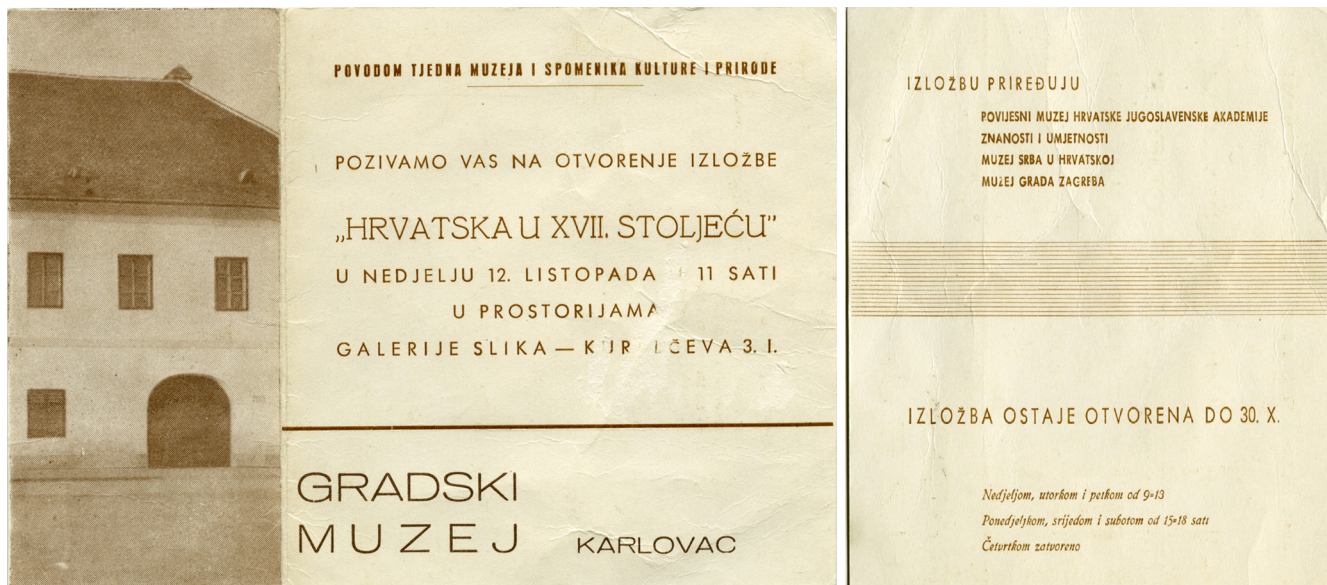 POVODOM TJEDNA MUZEJA I SPOMENIKA KULTURE I PRIRODE
POZIVAMO VAS NA OTVORENJE IZLOŽBE
„HRVATSKA U XVII. STOLJEĆU”
U NEDJELJU 12. LISTOPADA 11 SATI
U PROSTORIJAMA
GALERIJE SLIKA — 3. I.
GRADSKI
MUZEJ KARLOVAC
IZLOŽBU PRIREĐUJU
POVIJESNI MUZEJ HRVATSKE JUGOSLAVENSKE AKADEMIJE
ZNANOSTI I UMJETNOSTI
MUZEJ SRBA U HRVATSKOJ
MUZEJ GRADA ZAGREBA
IZLOŽBA OSTAJE OTVORENA DO 30. X.
Nedjeljom, utorkom i petkom od 9-13
Ponedjeljkom, srijedom i subotom od 15-18 sati
Četvrtkom zatvoreno